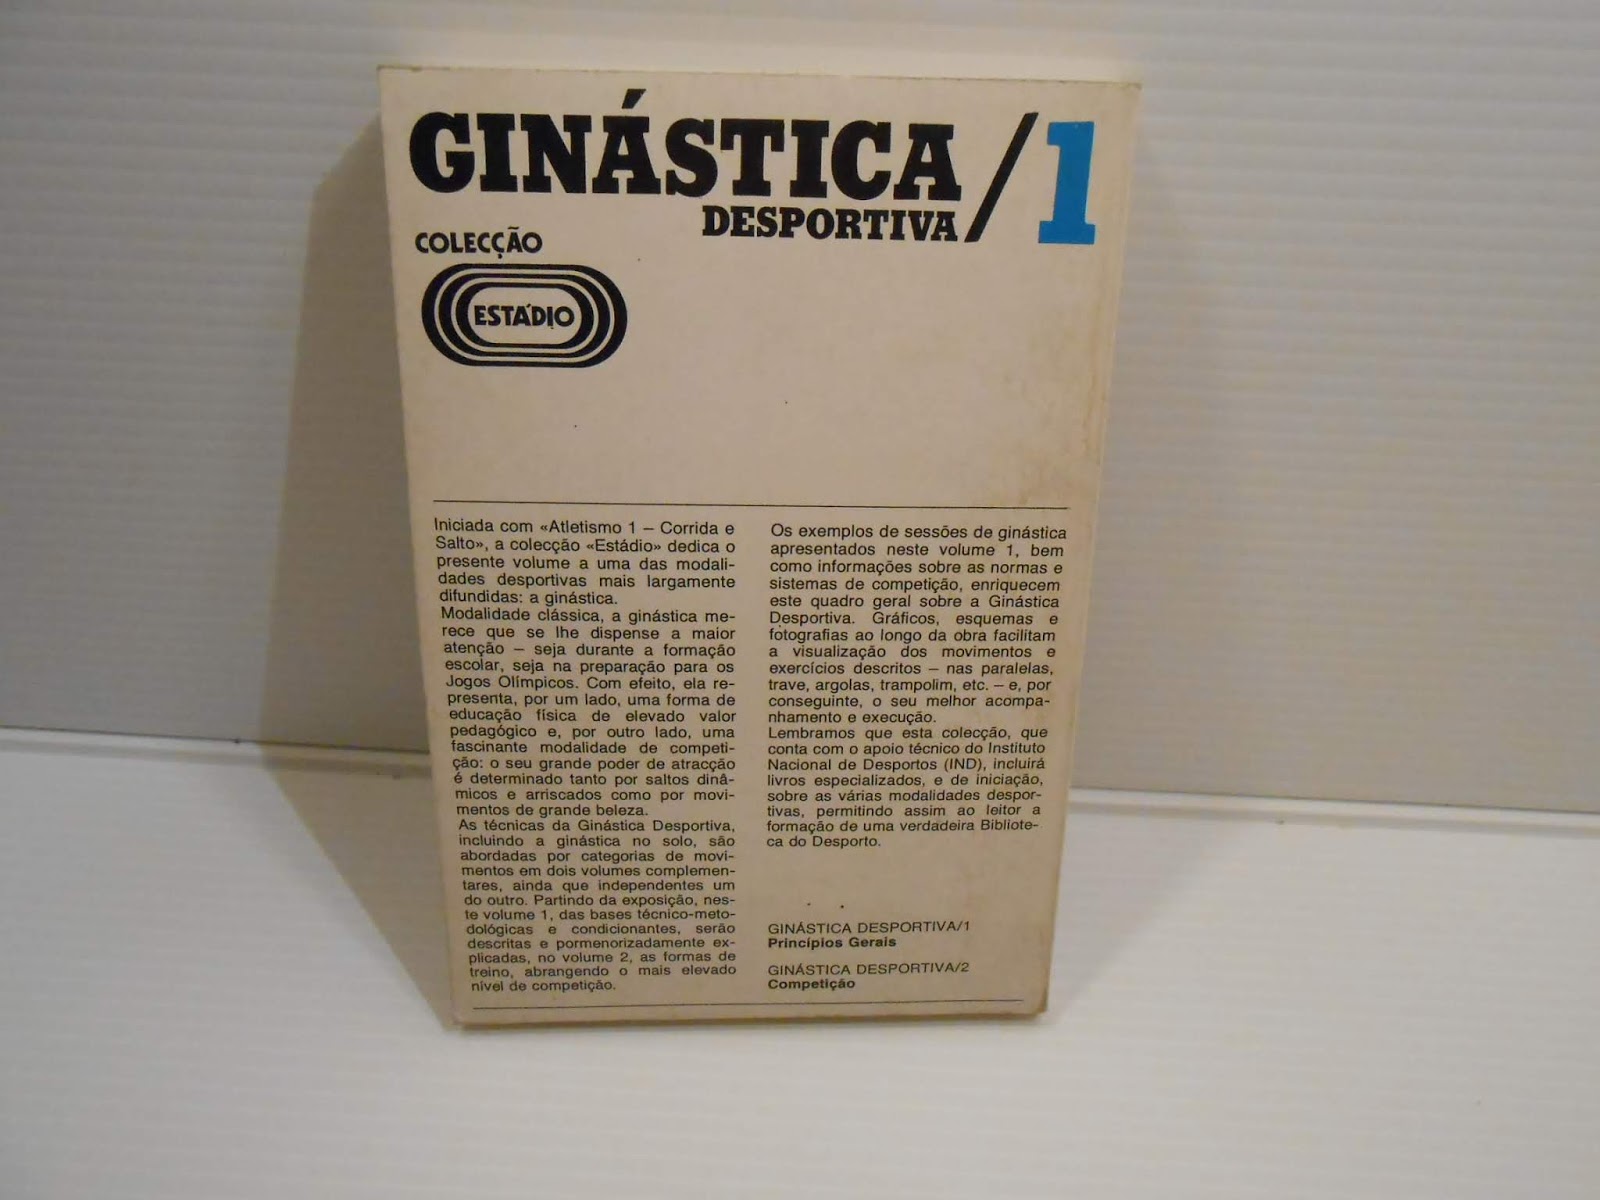 GINÁSTICA /1
DESPORTIVA
COLECÇÃO
ESTÁDIO
Iniciada com «Atletismo 1 – Corrida e
Salto», a colecção «Estádio» dedica o
presente volume a uma das modali-
dades desportivas mais largamente
difundidas: a ginástica.
Modalidade clássica, a ginástica me-
rece que se lhe dispense a maior
atenção – seja durante a formação
escolar, seja na preparação para os
Jogos Olímpicos. Com efeito, ela re-
presenta, por um lado, uma forma de
educação física de elevado valor
pedagógico e, por outro lado, uma
fascinante modalidade de competi-
ção: o seu grande poder de atracção
é determinado tanto por saltos dinâ-
micos e arriscados como por movi-
mentos de grande beleza.
As técnicas da Ginástica Desportiva,
incluindo a ginástica no solo, são
abordadas por categorias de movi-
mentos em dois volumes complemen-
tares, ainda que independentes um
do outro. Partindo da exposição, nes-
te volume 1, das bases técnico-meto-
dológicas e condicionantes, serão
descritas e pormenorizadamente ex-
plicadas, no volume 2, as formas de
treino, abrangendo o mais elevado
nível de competição.
Os exemplos de sessões de ginástica
apresentados neste volume 1, bem
como informações sobre as normas e
sistemas de competição, enriquecem
este quadro geral sobre a Ginástica
Desportiva. Gráficos, esquemas e
fotografias ao longo da obra facilitam
a visualização dos movimentos e
exercícios descritos – nas paralelas,
trave, argolas, trampolim, etc. – e, por
conseguinte, o seu melhor acompa-
nhamento e execução.
Lembramos que esta colecção, que
conta com o apoio técnico do Instituto
Nacional de Desportos (IND), incluirá
livros especializados, e de iniciação,
sobre as várias modalidades despor-
tivas, permitindo assim ao leitor a
formação de uma verdadeira Bibliote-
ca do Desporto.
GINÁSTICA DESPORTIVA/1
Princípios Gerais
GINÁSTICA DESPORTIVA/2
Competição